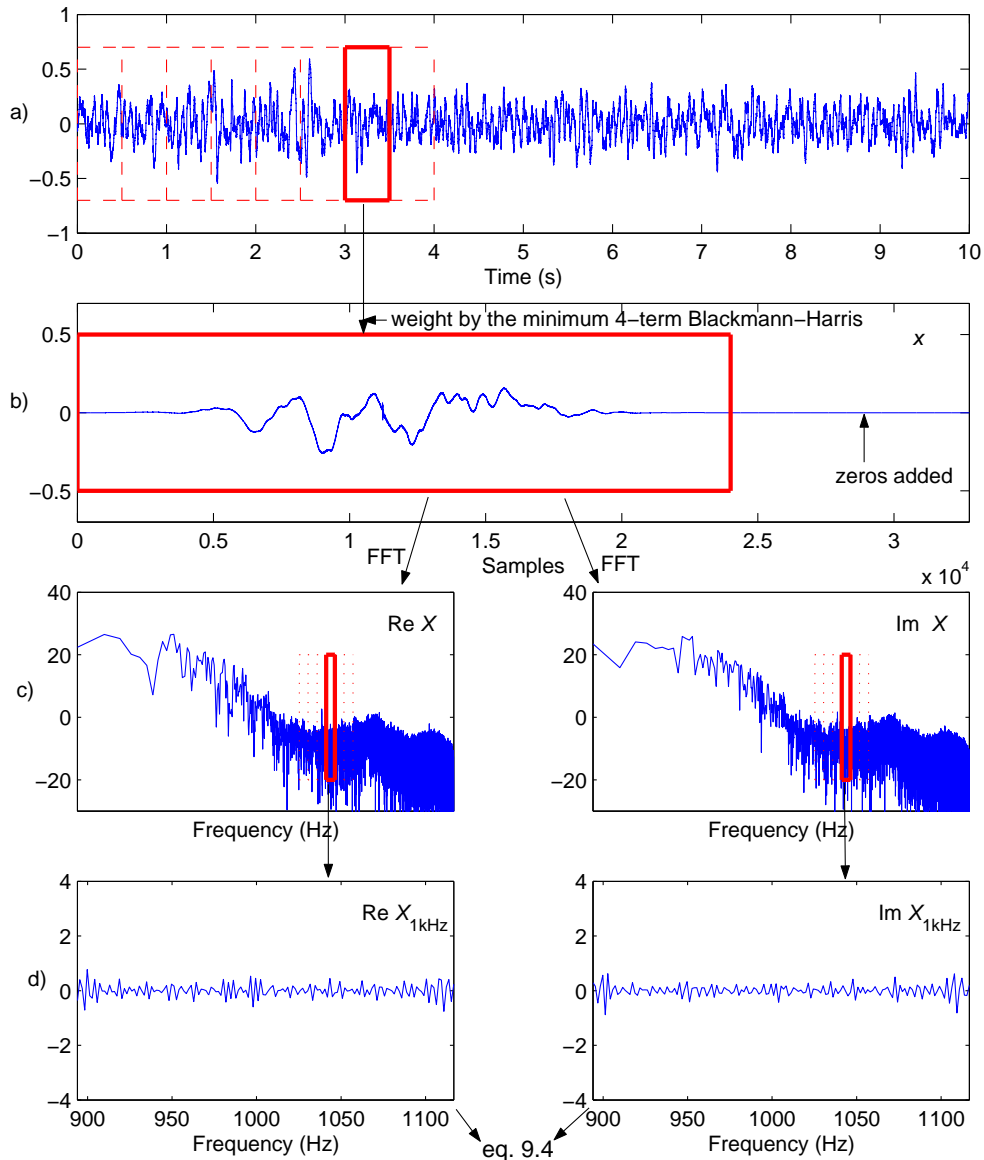 1
0.5
a)
0
−0.5
−1
0 1 2 3 4 5 6 7 8 9 10
Time (s)
weight by the minimum 4−term Blackmann−Harris
x
0.5
b)
0
−0.5
zeros added
0 0.5 1 1.5 2 2.5 3
FFT
Samples
FFT
x 10^4
40
20
c)
0
−20
Re X
Frequency (Hz)
40
20
0
−20
Im X
Frequency (Hz)
4
2
d)
0
−2
−4
Re X_1kHz
900 950 1000 1050 1100
Frequency (Hz)
4
2
0
−2
−4
Im X_1kHz
900 950 1000 1050 1100
Frequency (Hz)
eq. 9.4